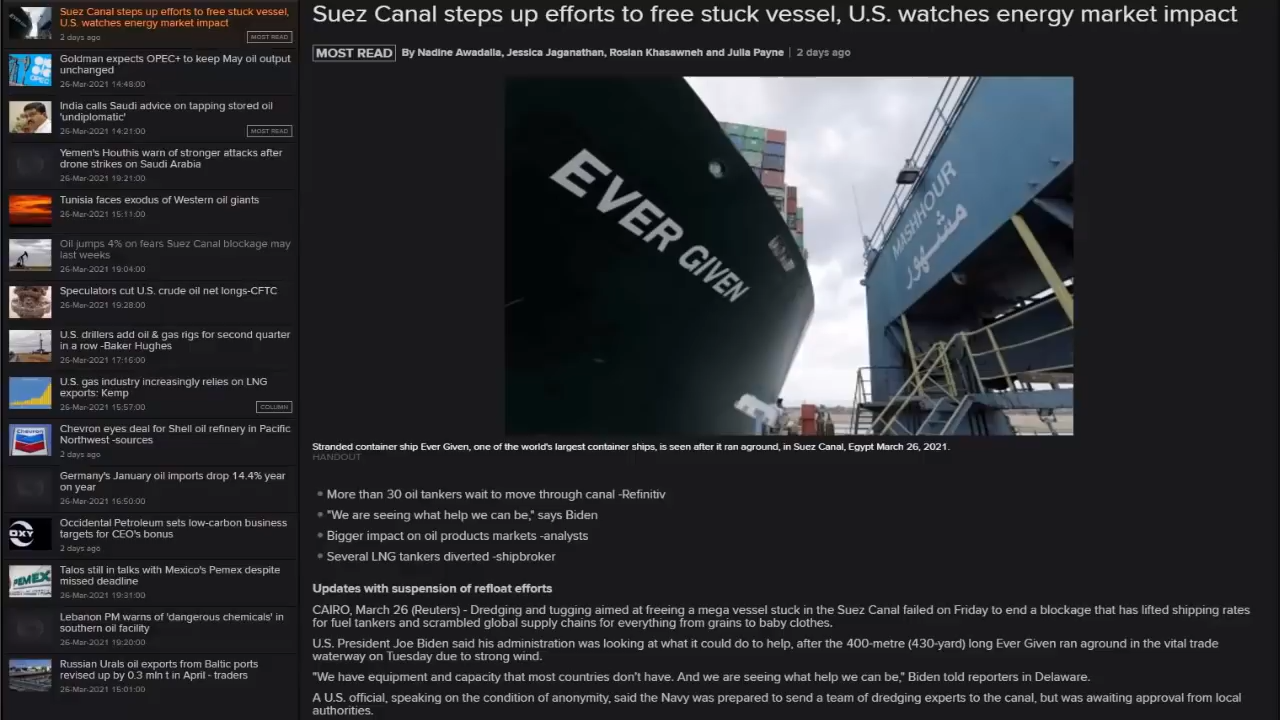 Suez Canal steps up efforts to free stuck vessel,
U.S. watches energy market impact
2 days ago
MOST READ
Goldman expects OPEC+ to keep May oil output
unchanged
26-Mar-2021 14:48:00
OPEC
India calls Saudi advice on tapping stored oil
'undiplomatic'
26-Mar-2021 14:21:00
MOST READ
Yemen's Houthis warn of stronger attacks after
drone strikes on Saudi Arabia
26-Mar-2021 19:21:00
Tunisia faces exodus of Western oil giants
26-Mar-2021 15:11:00
Oil jumps 4% on fears Suez Canal blockage may
last weeks
26-Mar-2021 19:04:00
Speculators cut U.S. crude oil net longs-CFTC
26-Mar-2021 19:28:00
U.S. drillers add oil & gas rigs for second quarter
in a row -Baker Hughes
26-Mar-2021 17:16:00
U.S. gas industry increasingly relies on LNG
exports: Kemp
26-Mar-2021 15:57:00
COLUMN
Chevron eyes deal for Shell oil refinery in Pacific
Northwest -sources
2 days ago
Chevron
Germany's January oil imports drop 14.4% year
on year
26-Mar-2021 16:50:00
Occidental Petroleum sets low-carbon business
targets for CEO's bonus
2 days ago
OXY
Talos still in talks with Mexico's Pemex despite
missed deadline
26-Mar-2021 19:31:00
PEMEX
Lebanon PM warns of 'dangerous chemicals' in
southern oil facility
26-Mar-2021 19:20:00
Russian Urals oil exports from Baltic ports
revised up by 0.3 mln t in April - traders
26-Mar-2021 15:01:00
Suez Canal steps up efforts to free stuck vessel, U.S. watches energy market impact
MOST READ By Nadine Awadalla, Jessica Jaganathan, Roslan Khasawneh and Julia Payne | 2 days ago
EVER GIVEN
MASHHOUR
مشهور
Stranded container ship Ever Given, one of the world's largest container ships, is seen after it ran aground, in Suez Canal, Egypt March 26, 2021.
HANDOUT
More than 30 oil tankers wait to move through canal -Refinitiv
"We are seeing what help we can be," says Biden
Bigger impact on oil products markets -analysts
Several LNG tankers diverted -shipbroker
Updates with suspension of refloat efforts
CAIRO, March 26 (Reuters) - Dredging and tugging aimed at freeing a mega vessel stuck in the Suez Canal failed on Friday to end a blockage that has lifted shipping rates
for fuel tankers and scrambled global supply chains for everything from grains to baby clothes.
U.S. President Joe Biden said his administration was looking at what it could do to help, after the 400-metre (430-yard) long Ever Given ran aground in the vital trade
waterway on Tuesday due to strong wind.
"We have equipment and capacity that most countries don't have. And we are seeing what help we can be," Biden told reporters in Delaware.
A U.S. official, speaking on the condition of anonymity, said the Navy was prepared to send a team of dredging experts to the canal, but was awaiting approval from local
authorities.